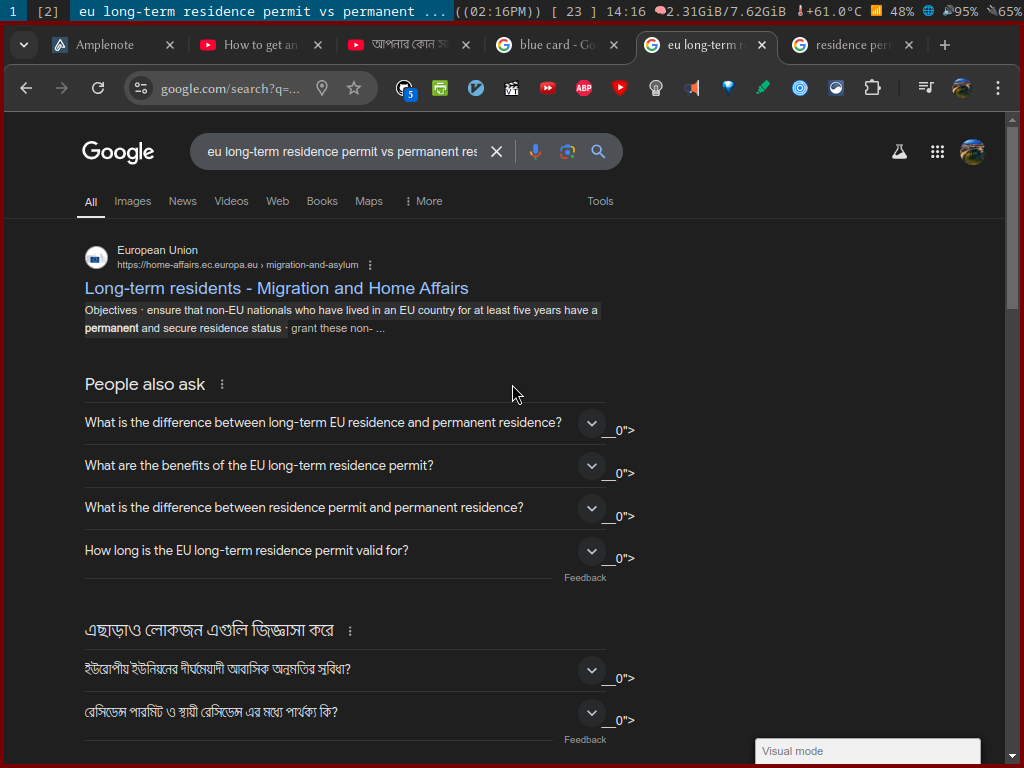 1 [2] eu long-term residence permit vs permanent ... ((02:16PM)) [ 23 ] 14:16 2.31GiB/7.62GiB +61.0°C 48% 95% 65%
Amplenote
How to get an
আপনার কোন
blue card - Go
eu long-term r
residence per
google.com/search?q=...
5
ABP
Google
eu long-term residence permit vs permanent res
All Images News Videos Web Books Maps More Tools
European Union
https://home-affairs.ec.europa.eu › migration-and-asylum
Long-term residents - Migration and Home Affairs
Objectives · ensure that non-EU nationals who have lived in an EU country for at least five years have a
permanent and secure residence status · grant these non- ...
People also ask
What is the difference between long-term EU residence and permanent residence?
__0">
What are the benefits of the EU long-term residence permit?
__0">
What is the difference between residence permit and permanent residence?
__0">
How long is the EU long-term residence permit valid for?
__0">
Feedback
এছাড়াও লোকজন এগুলি জিজ্ঞাসা করে
ইউরোপীয় ইউনিয়নের দীর্ঘমেয়াদী আবাসিক অনুমতির সুবিধা?
__0">
রেসিডেন্স পারমিট ও স্থায়ী রেসিডেন্স এর মধ্যে পার্থক্য কি?
__0">
Feedback
Visual mode